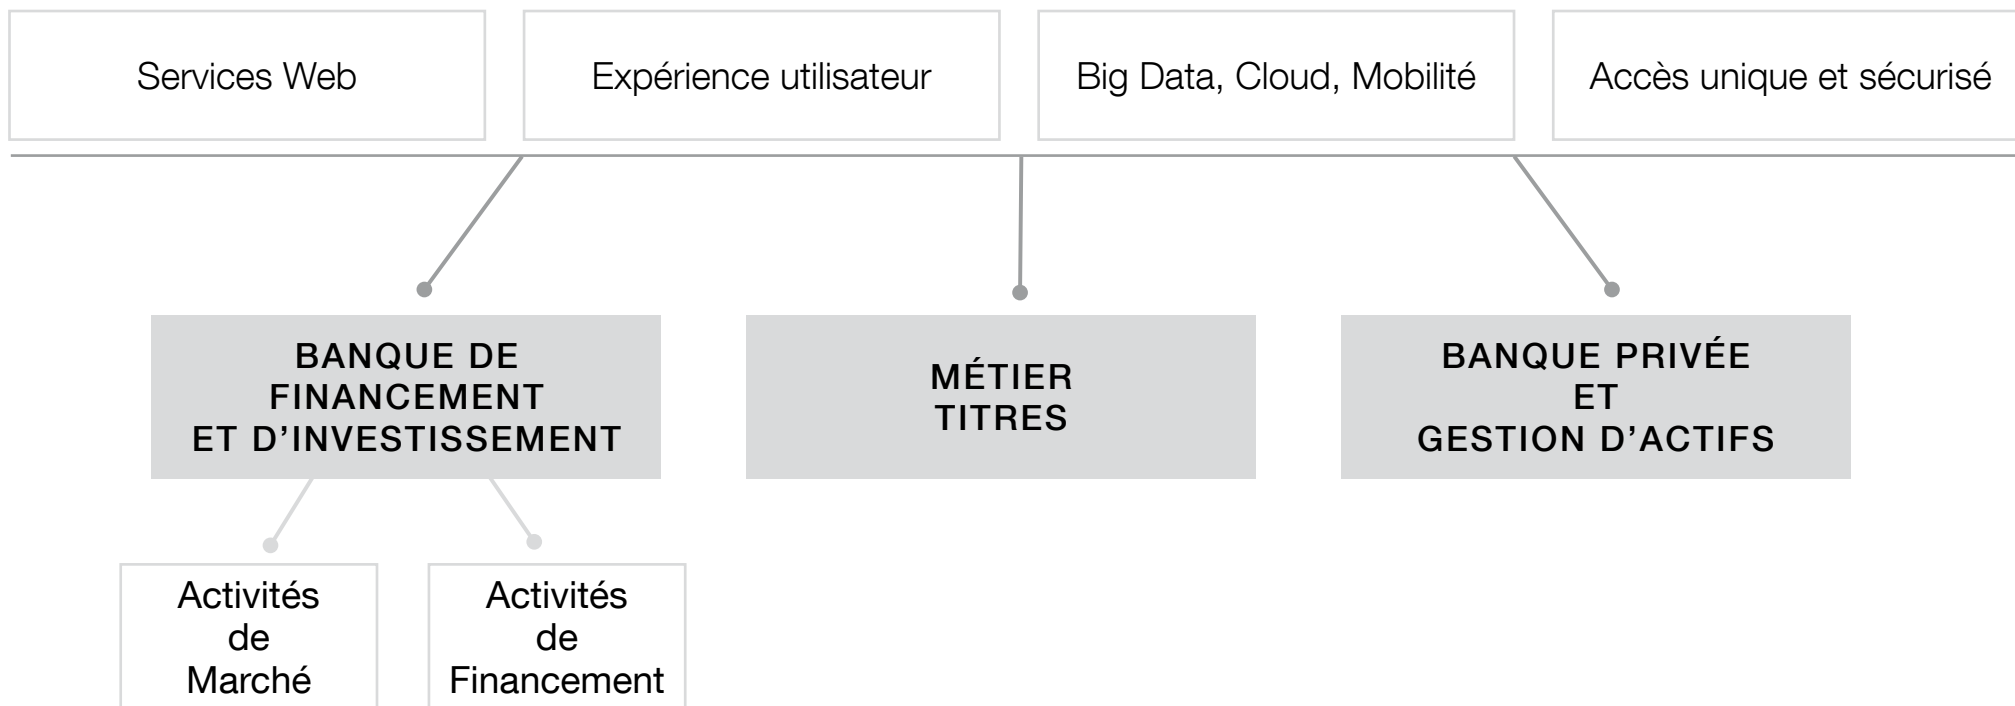 Services Web
Expérience utilisateur
Big Data, Cloud, Mobilité
Accès unique et sécurisé
BANQUE DE
FINANCEMENT
ET D’INVESTISSEMENT
MÉTIER
TITRES
BANQUE PRIVÉE
ET
GESTION D’ACTIFS
Activités
de
Marché
Activités
de
Financement